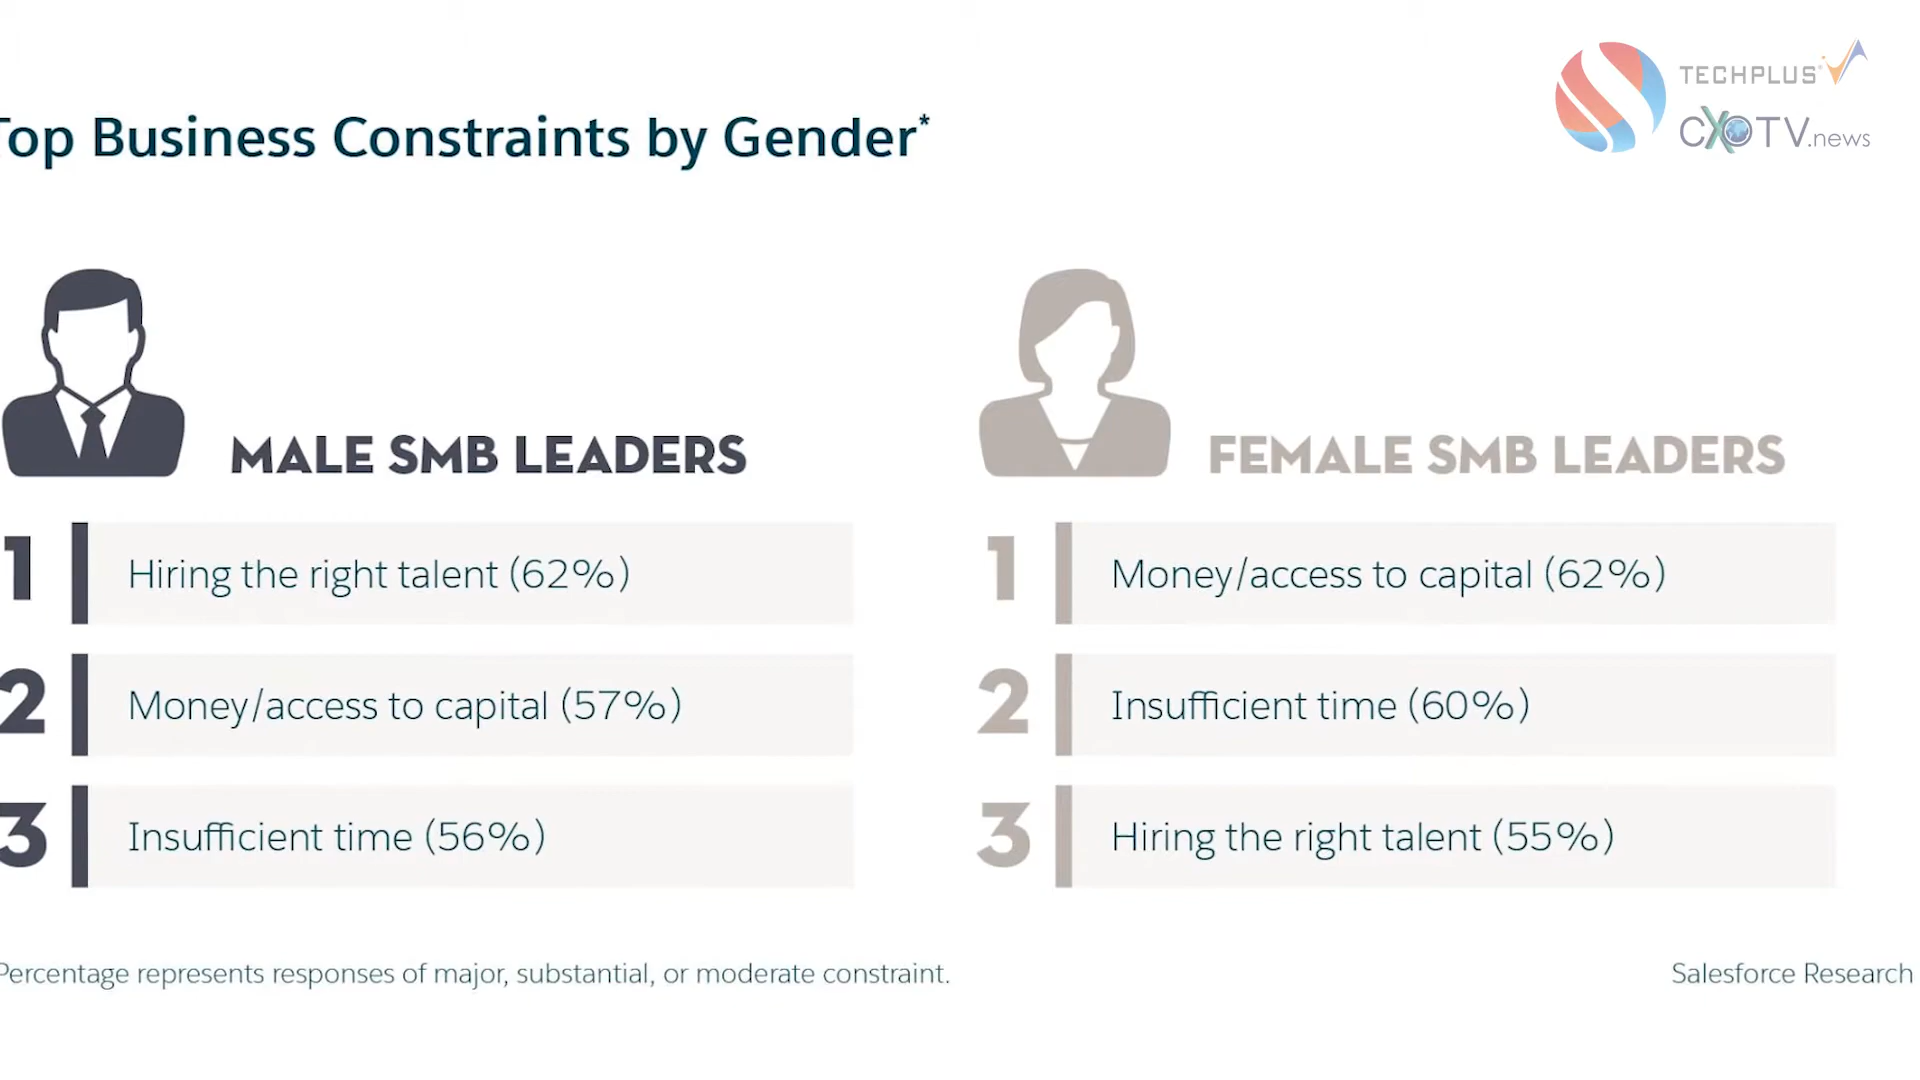 TECHPLUS
CXOTV.news
Top Business Constraints by Gender*
MALE SMB LEADERS
1 Hiring the right talent (62%)
2 Money/access to capital (57%)
3 Insufficient time (56%)
FEMALE SMB LEADERS
1 Money/access to capital (62%)
2 Insufficient time (60%)
3 Hiring the right talent (55%)
Percentage represents responses of major, substantial, or moderate constraint.
Salesforce Research